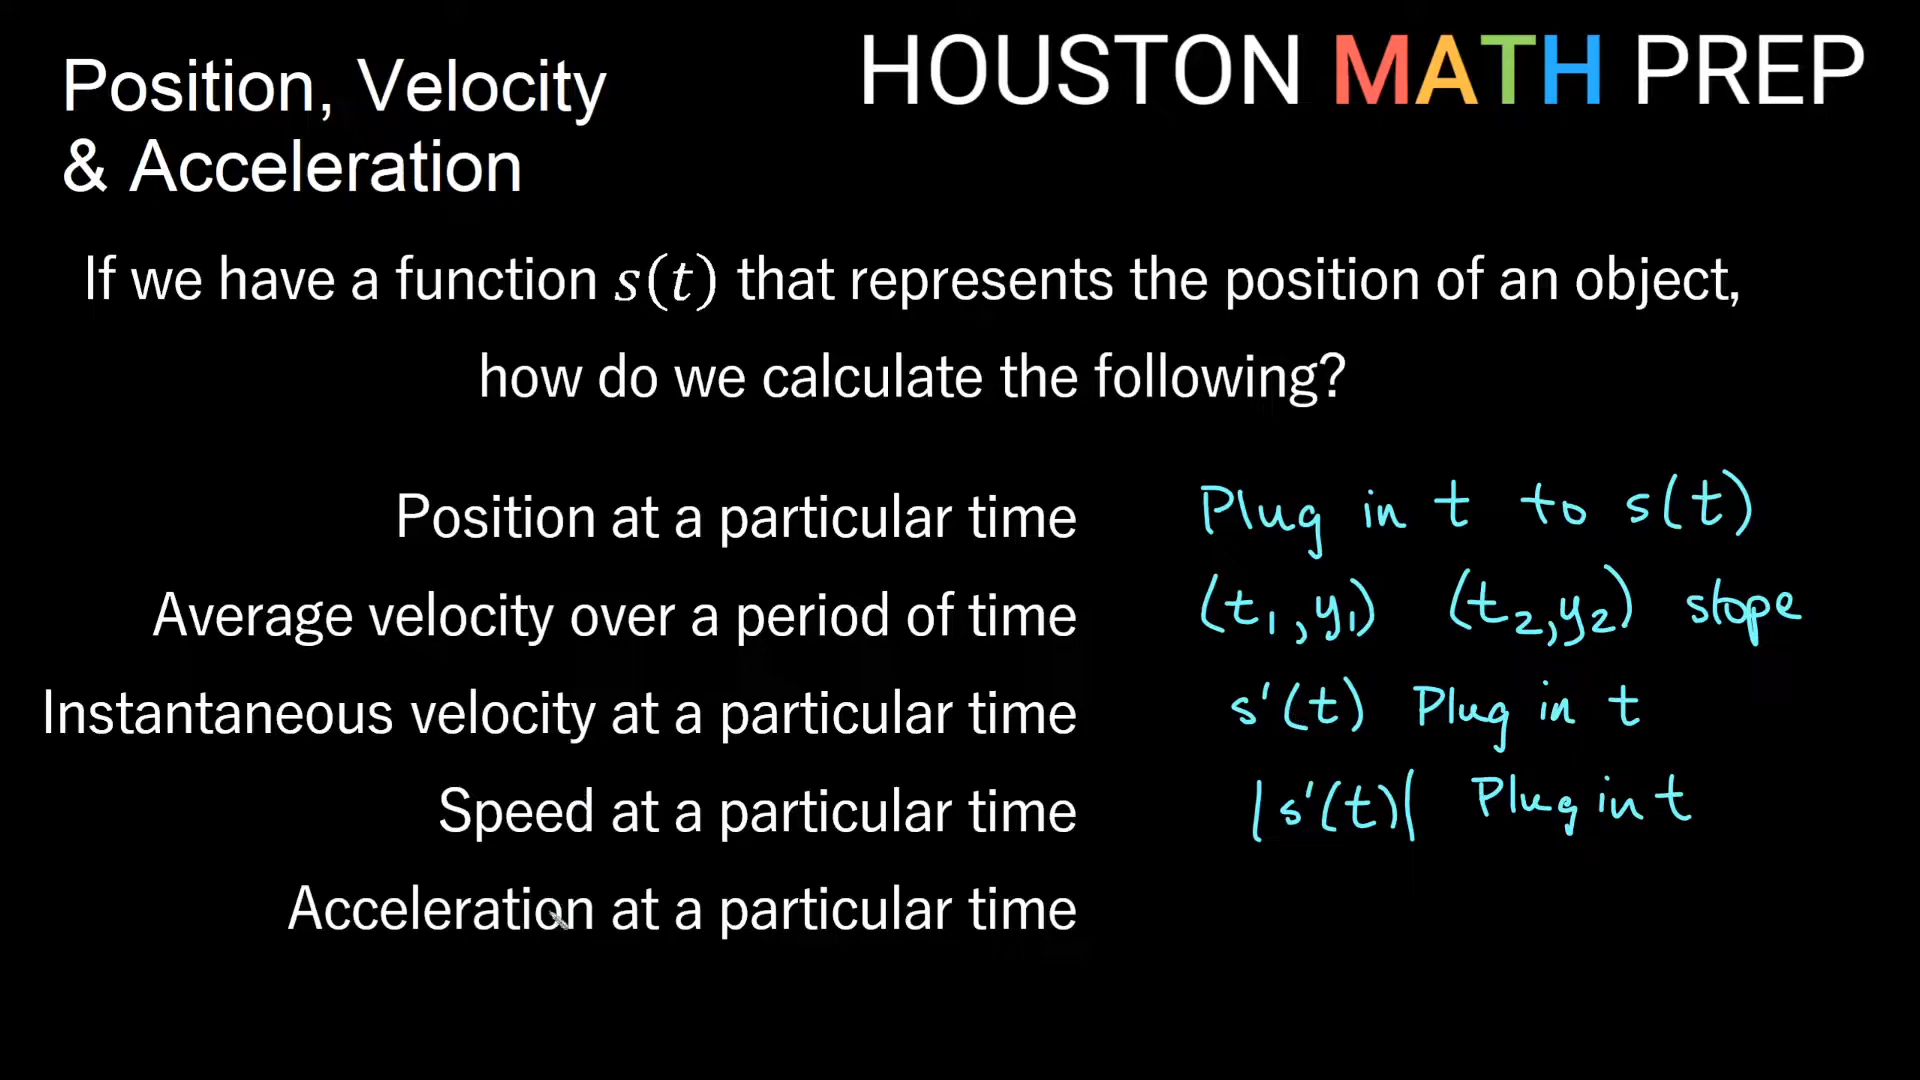 Position, Velocity
& Acceleration
HOUSTON MATH PREP
If we have a function s(t) that represents the position of an object,
how do we calculate the following?
Position at a particular time Plug in t to s(t)
Average velocity over a period of time (t₁,y₁) (t₂,y₂) slope
Instantaneous velocity at a particular time s'(t) Plug in t
Speed at a particular time |s'(t)| Plug in t
Acceleration at a particular time